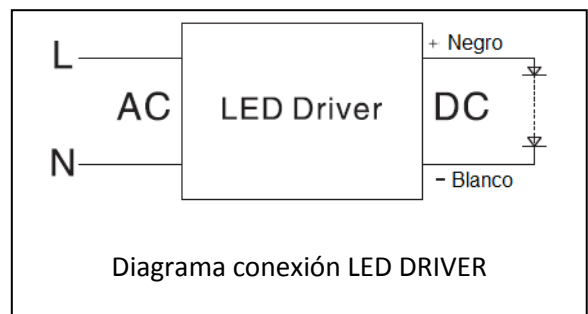 L
+ Negro
AC
LED Driver
DC
N
- Blanco
Diagrama conexión LED DRIVER